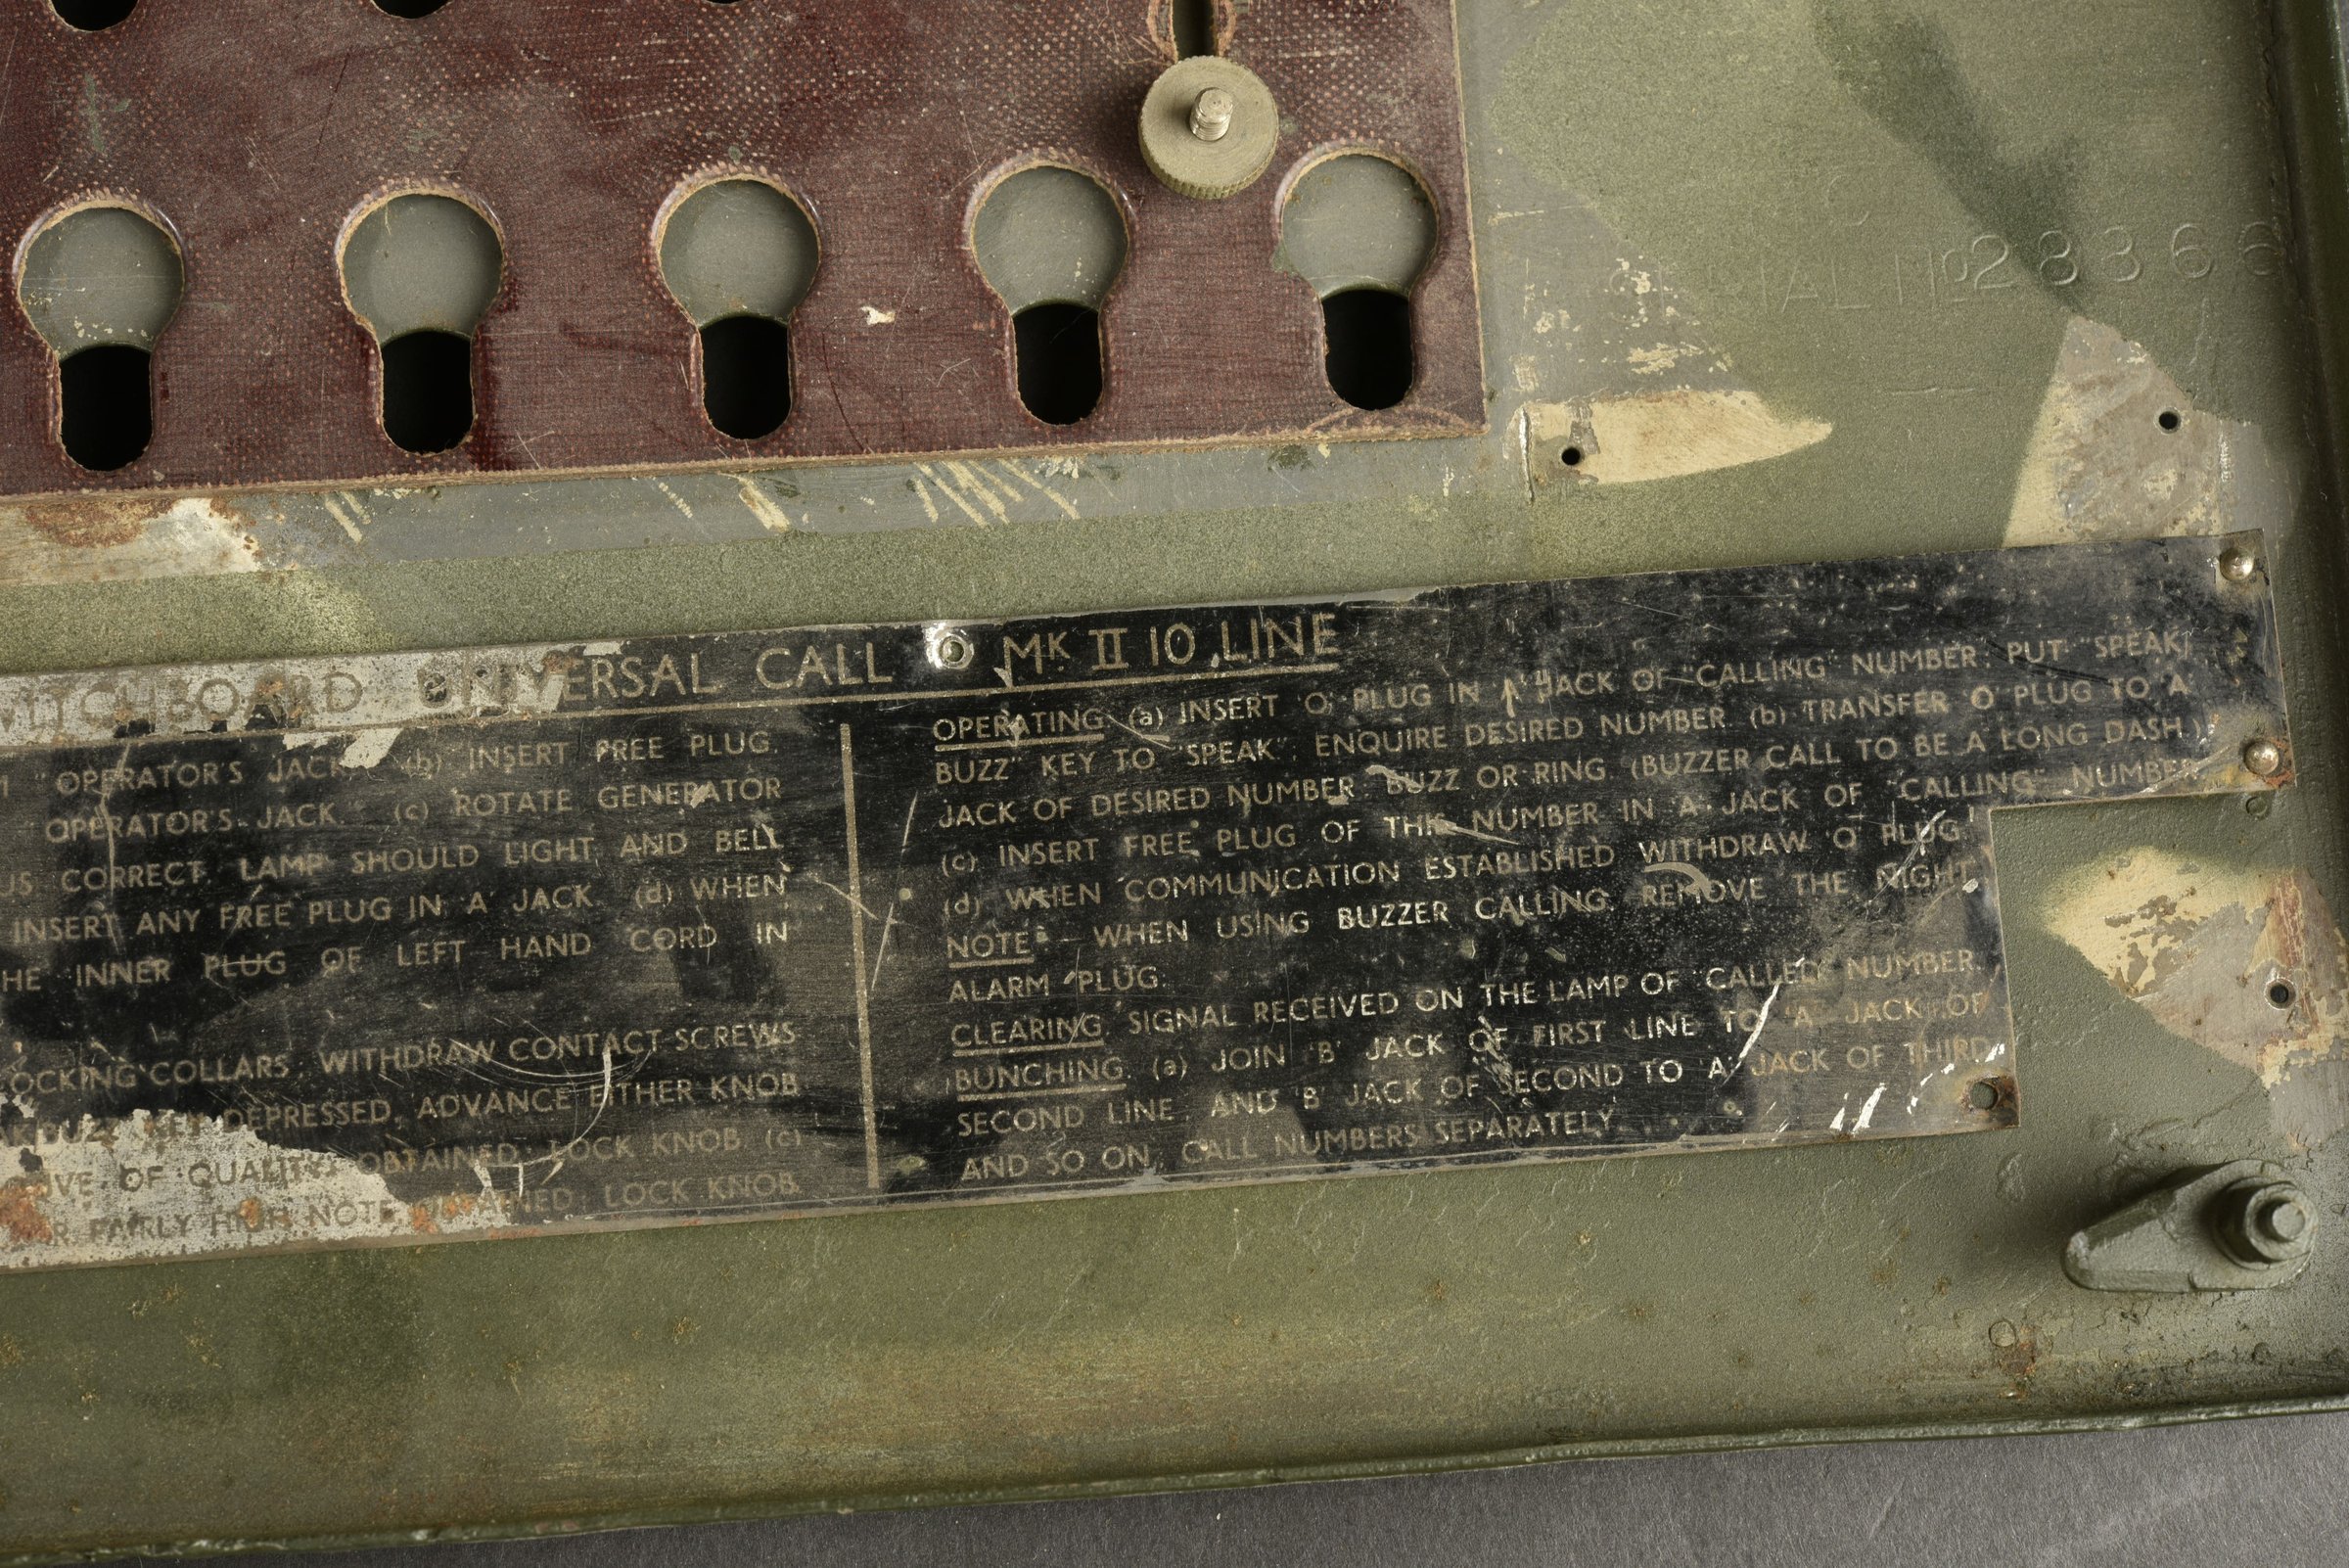 SERIAL No 28366
SWITCHBOARD UNIVERSAL CALL MK II 10 LINE
"OPERATOR'S JACK" (b) INSERT FREE PLUG
OPERATOR'S JACK" (c) ROTATE GENERATOR
CORRECT LAMP SHOULD LIGHT AND BELL
INSERT ANY FREE PLUG IN 'A' JACK (d) WHEN
INNER PLUG OF LEFT HAND CORD IN
LOCKING COLLARS, WITHDRAW CONTACT SCREWS
KEY DEPRESSED, ADVANCE EITHER KNOB
OF QUALITY OBTAINED; LOCK KNOB. (c)
FAIRLY HIGH NOTE OBTAINED; LOCK KNOB.
OPERATING (a) INSERT 'O' PLUG IN 'A' JACK OF "CALLING" NUMBER. PUT "SPEAK/
BUZZ" KEY TO "SPEAK". ENQUIRE DESIRED NUMBER. (b) TRANSFER 'O' PLUG TO 'A'
JACK OF DESIRED NUMBER. BUZZ OR RING. (BUZZER CALL TO BE A LONG DASH.)
(c) INSERT FREE PLUG OF THIS NUMBER IN 'A' JACK OF "CALLING" NUMBER
(d) WHEN COMMUNICATION ESTABLISHED WITHDRAW 'O' PLUG.
NOTE:- WHEN USING BUZZER CALLING REMOVE THE NIGHT
ALARM PLUG.
CLEARING. SIGNAL RECEIVED ON THE LAMP OF "CALLED" NUMBER.
BUNCHING. (a) JOIN 'B' JACK OF FIRST LINE TO 'A' JACK OF
SECOND LINE AND 'B' JACK OF SECOND TO 'A' JACK OF THIRD
AND SO ON. CALL NUMBERS SEPARATELY.